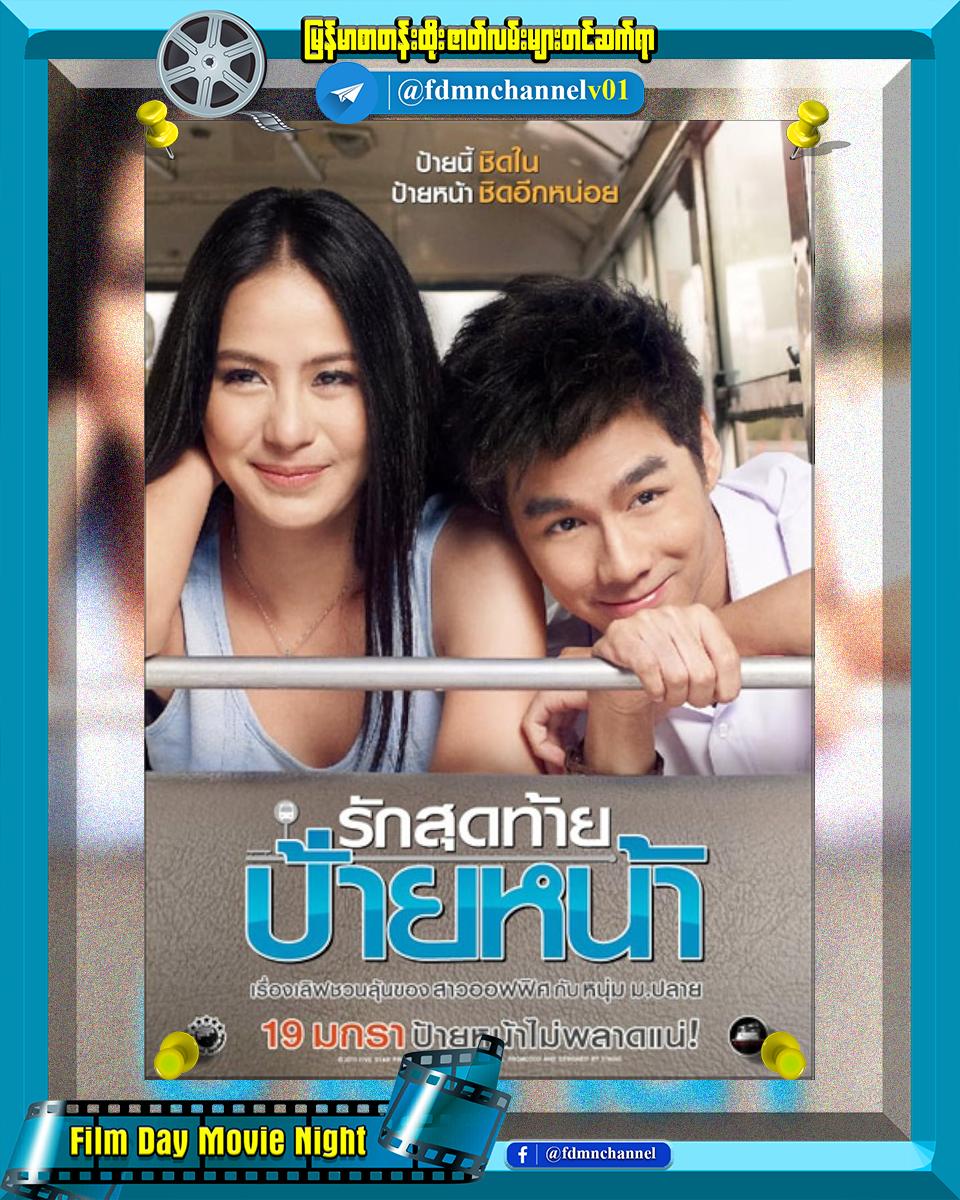 မြန်မာစာတန်းထိုးဇာတ်လမ်းများတင်ဆက်ရာ
@fdmnchannelv01
ป้ายนี้ ชิดใน
ป้ายหน้า ชิดอีกหน่อย
รักสุดท้าย
ป้ายหน้า
เรื่องเลิฟชวนลุ้นของ สาวออฟฟิศ กับ หนุ่ม ม.ปลาย
19 มกรา ป้ายหน้าไม่พลาดแน่!
Film Day Movie Night
@fdmnchannel